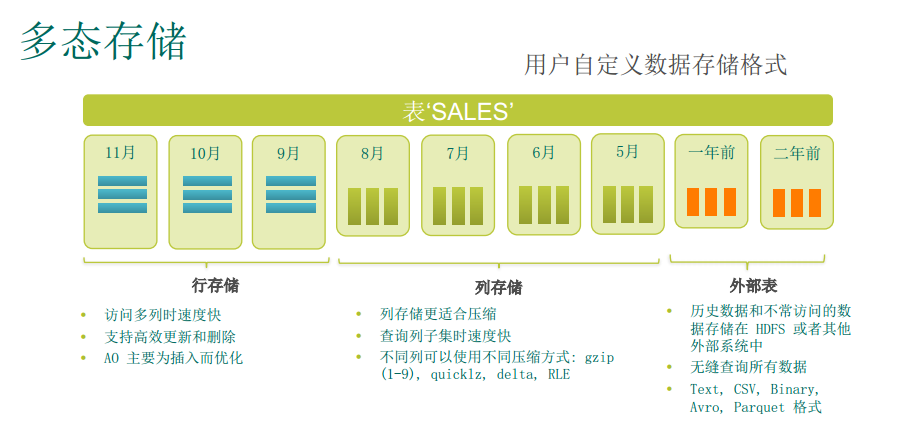 多态存储
用户自定义数据存储格式
表‘SALES’
11月
10月
9月
8月
7月
6月
5月
一年前
二年前
行存储
• 访问多列时速度快
• 支持高效更新和删除
• AO 主要为插入而优化
列存储
• 列存储更适合压缩
• 查询列子集时速度快
• 不同列可以使用不同压缩方式: gzip
(1-9), quicklz, delta, RLE
外部表
• 历史数据和不常访问的数
据存储在 HDFS 或者其他
外部系统中
• 无缝查询所有数据
• Text, CSV, Binary,
Avro, Parquet 格式